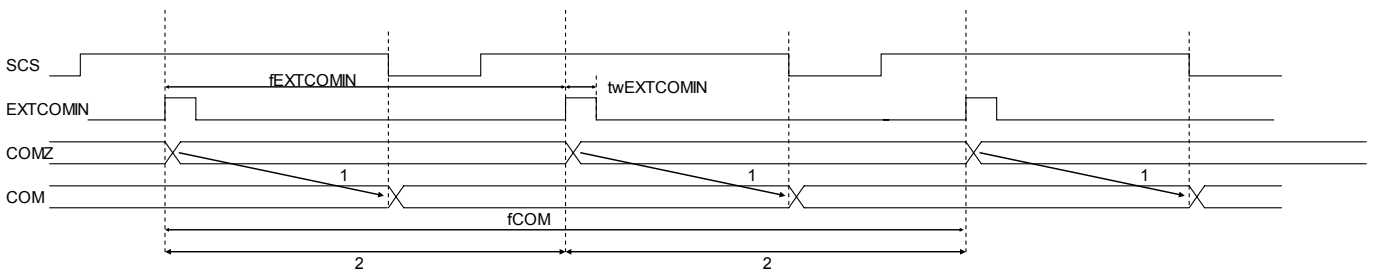 SCS
fEXTCOMIN
twEXTCOMIN
EXTCOMIN
COMZ
1
1
1
COM
fCOM
2
2